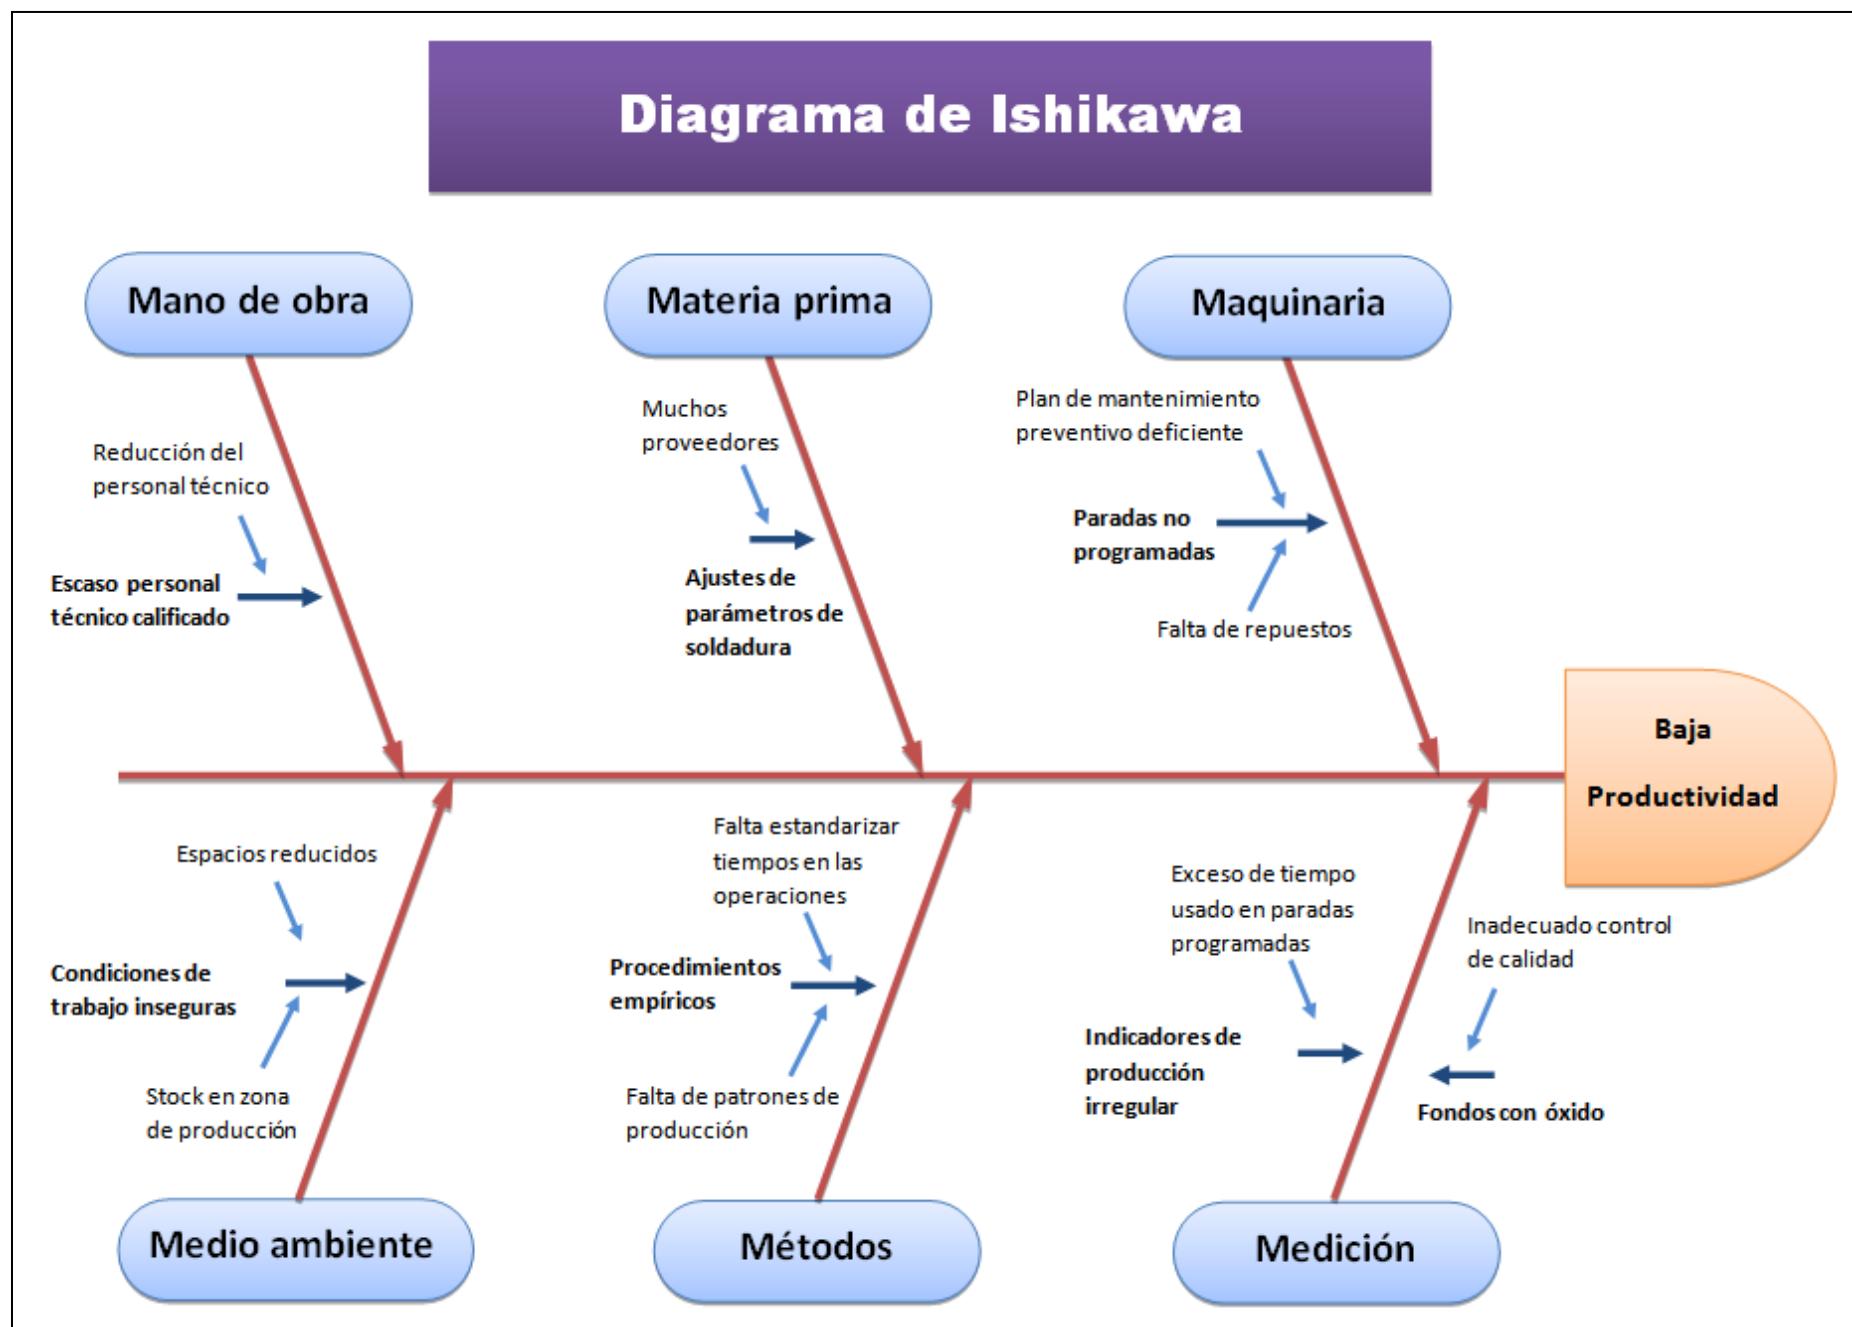 Diagrama de Ishikawa
Mano de obra
Materia prima
Maquinaria
Reducción del
personal técnico
Escaso personal
técnico calificado
Muchos
proveedores
Ajustes de
parámetros de
soldadura
Plan de mantenimiento
preventivo deficiente
Paradas no
programadas
Falta de repuestos
Baja
Productividad
Espacios reducidos
Condiciones de
trabajo inseguras
Stock en zona
de producción
Falta estandarizar
tiempos en las
operaciones
Procedimientos
empíricos
Falta de patrones de
producción
Exceso de tiempo
usado en paradas
programadas
Indicadores de
producción
irregular
Inadecuado control
de calidad
Fondos con óxido
Medio ambiente
Métodos
Medición